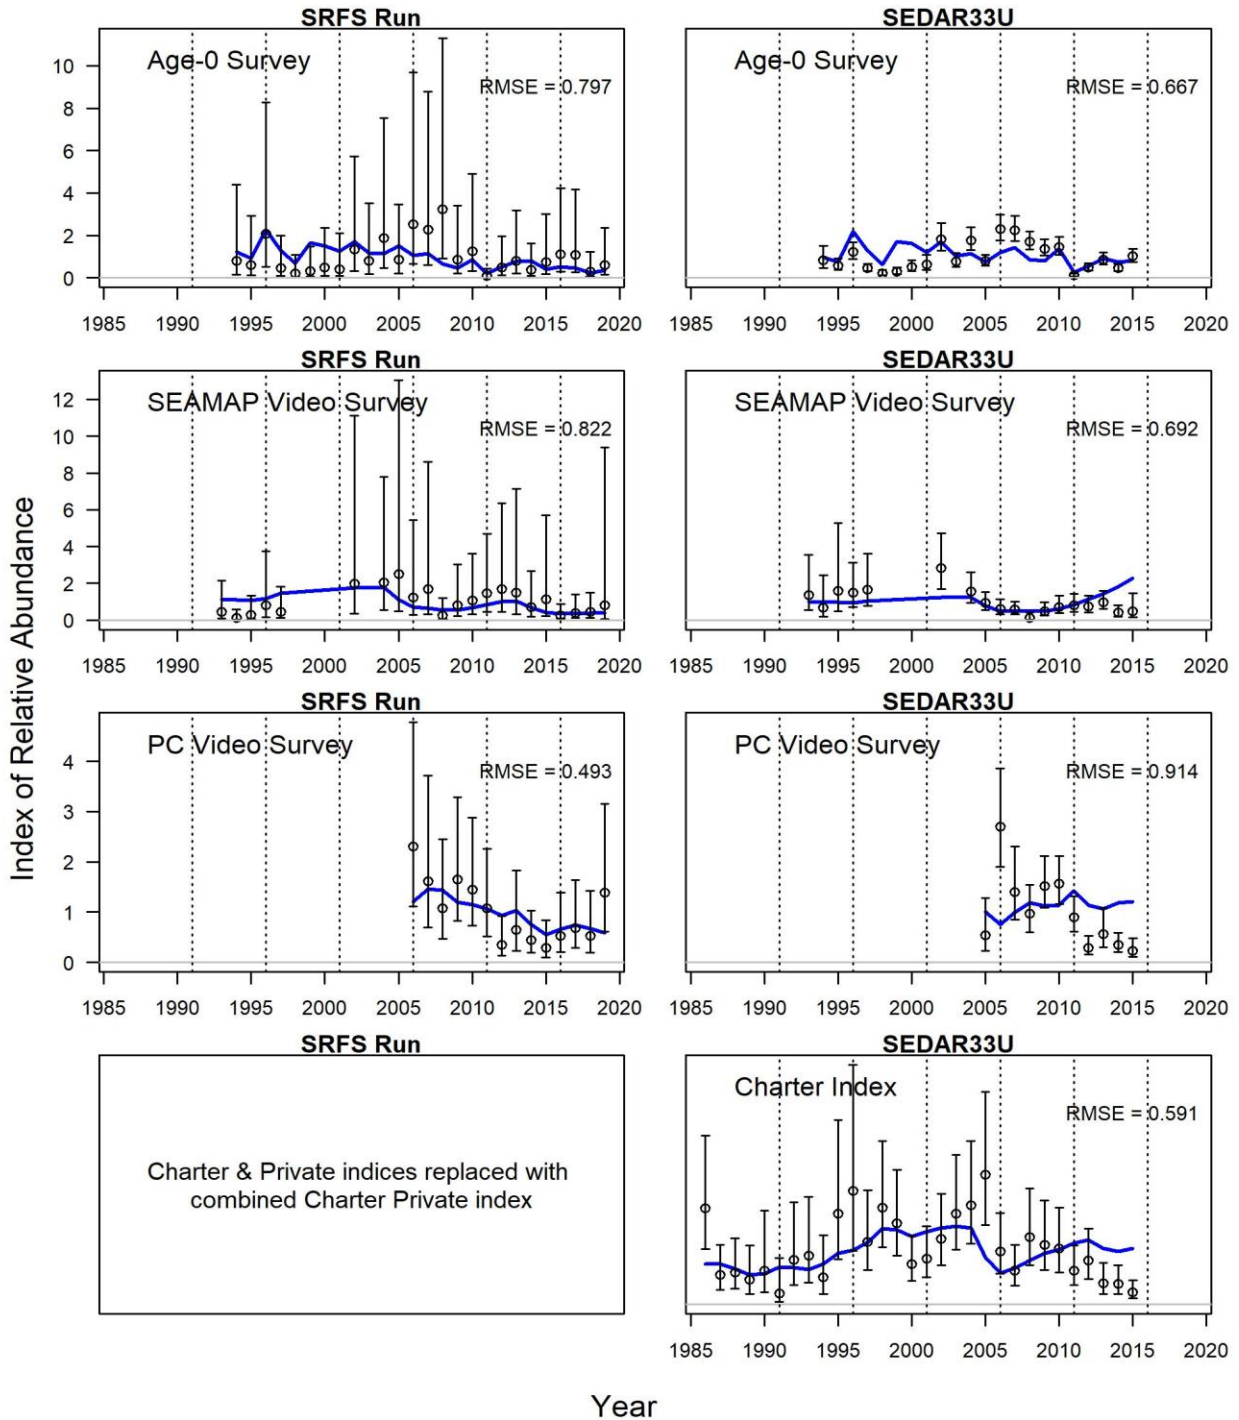 SRFS Run
SEDAR33U
Age-0 Survey
RMSE = 0.797
10
8
6
4
2
0
1985 1990 1995 2000 2005 2010 2015 2020
Age-0 Survey
RMSE = 0.667
1985 1990 1995 2000 2005 2010 2015 2020
SRFS Run
SEDAR33U
SEAMAP Video Survey
RMSE = 0.822
12
10
8
6
4
2
0
1985 1990 1995 2000 2005 2010 2015 2020
SEAMAP Video Survey
RMSE = 0.692
1985 1990 1995 2000 2005 2010 2015 2020
Index of Relative Abundance
SRFS Run
SEDAR33U
PC Video Survey
RMSE = 0.493
4
3
2
1
0
1985 1990 1995 2000 2005 2010 2015 2020
PC Video Survey
RMSE = 0.914
1985 1990 1995 2000 2005 2010 2015 2020
SRFS Run
SEDAR33U
Charter & Private indices replaced with
combined Charter Private index
Charter Index
RMSE = 0.591
1985 1990 1995 2000 2005 2010 2015 2020
Year